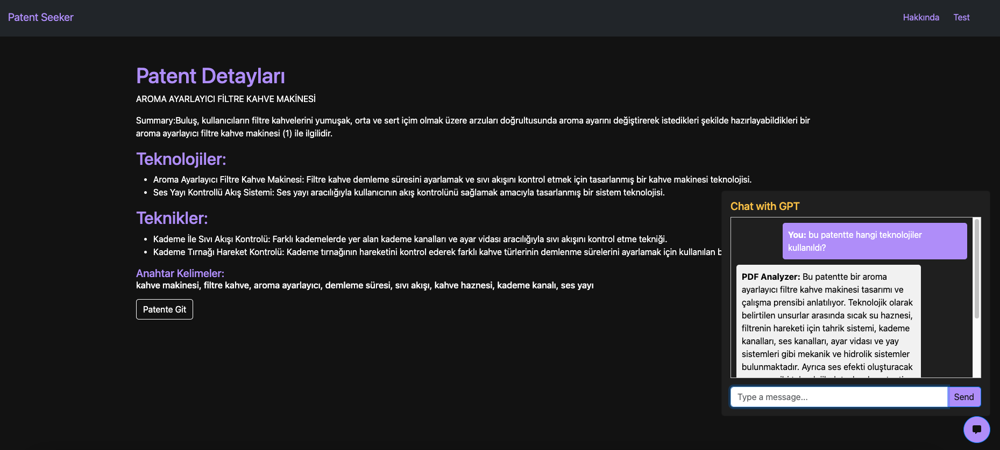 Patent Seeker
Hakkında
Test
Patent Detayları
AROMA AYARLAYICI FİLTRE KAHVE MAKİNESİ
Summary:Buluş, kullanıcıların filtre kahvelerini yumuşak, orta ve sert içim olmak üzere arzuları doğrultusunda aroma ayarını değiştirerek istedikleri şekilde hazırlayabildikleri bir
aroma ayarlayıcı filtre kahve makinesi (1) ile ilgilidir.
Teknolojiler:
• Aroma Ayarlayıcı Filtre Kahve Makinesi: Filtre kahve demleme süresini ayarlamak ve sıvı akışını kontrol etmek için tasarlanmış bir kahve makinesi teknolojisi.
• Ses Yayı Kontrollü Akış Sistemi: Ses yayı aracılığıyla kullanıcının akış kontrolünü sağlamak amacıyla tasarlanmış bir sistem teknolojisi.
Teknikler:
• Kademe İle Sıvı Akışı Kontrolü: Farklı kademelerde yer alan kademe kanalları ve ayar vidası aracılığıyla sıvı akışını kontrol etme tekniği.
• Kademe Tırnağı Hareket Kontrolü: Kademe tırnağının hareketini kontrol ederek farklı kahve türlerinin demlenme sürelerini ayarlamak için kullanılan
Anahtar Kelimeler:
kahve makinesi, filtre kahve, aroma ayarlayıcı, demleme süresi, sıvı akışı, kahve haznesi, kademe kanalı, ses yayı
Patente Git
Chat with GPT
You: bu patentte hangi teknolojiler
kullanıldı?
PDF Analyzer: Bu patentte bir aroma
ayarlayıcı filtre kahve makinesi tasarımı ve
çalışma prensibi anlatılıyor. Teknolojik olarak
belirtilen unsurlar arasında sıcak su haznesi,
filtrenin hareketi için tahrik sistemi, kademe
kanalları, ses kanalları, ayar vidası ve yay
sistemleri gibi mekanik ve hidrolik sistemler
bulunmaktadır. Ayrıca ses efekti oluşturacak
Type a message...
Send